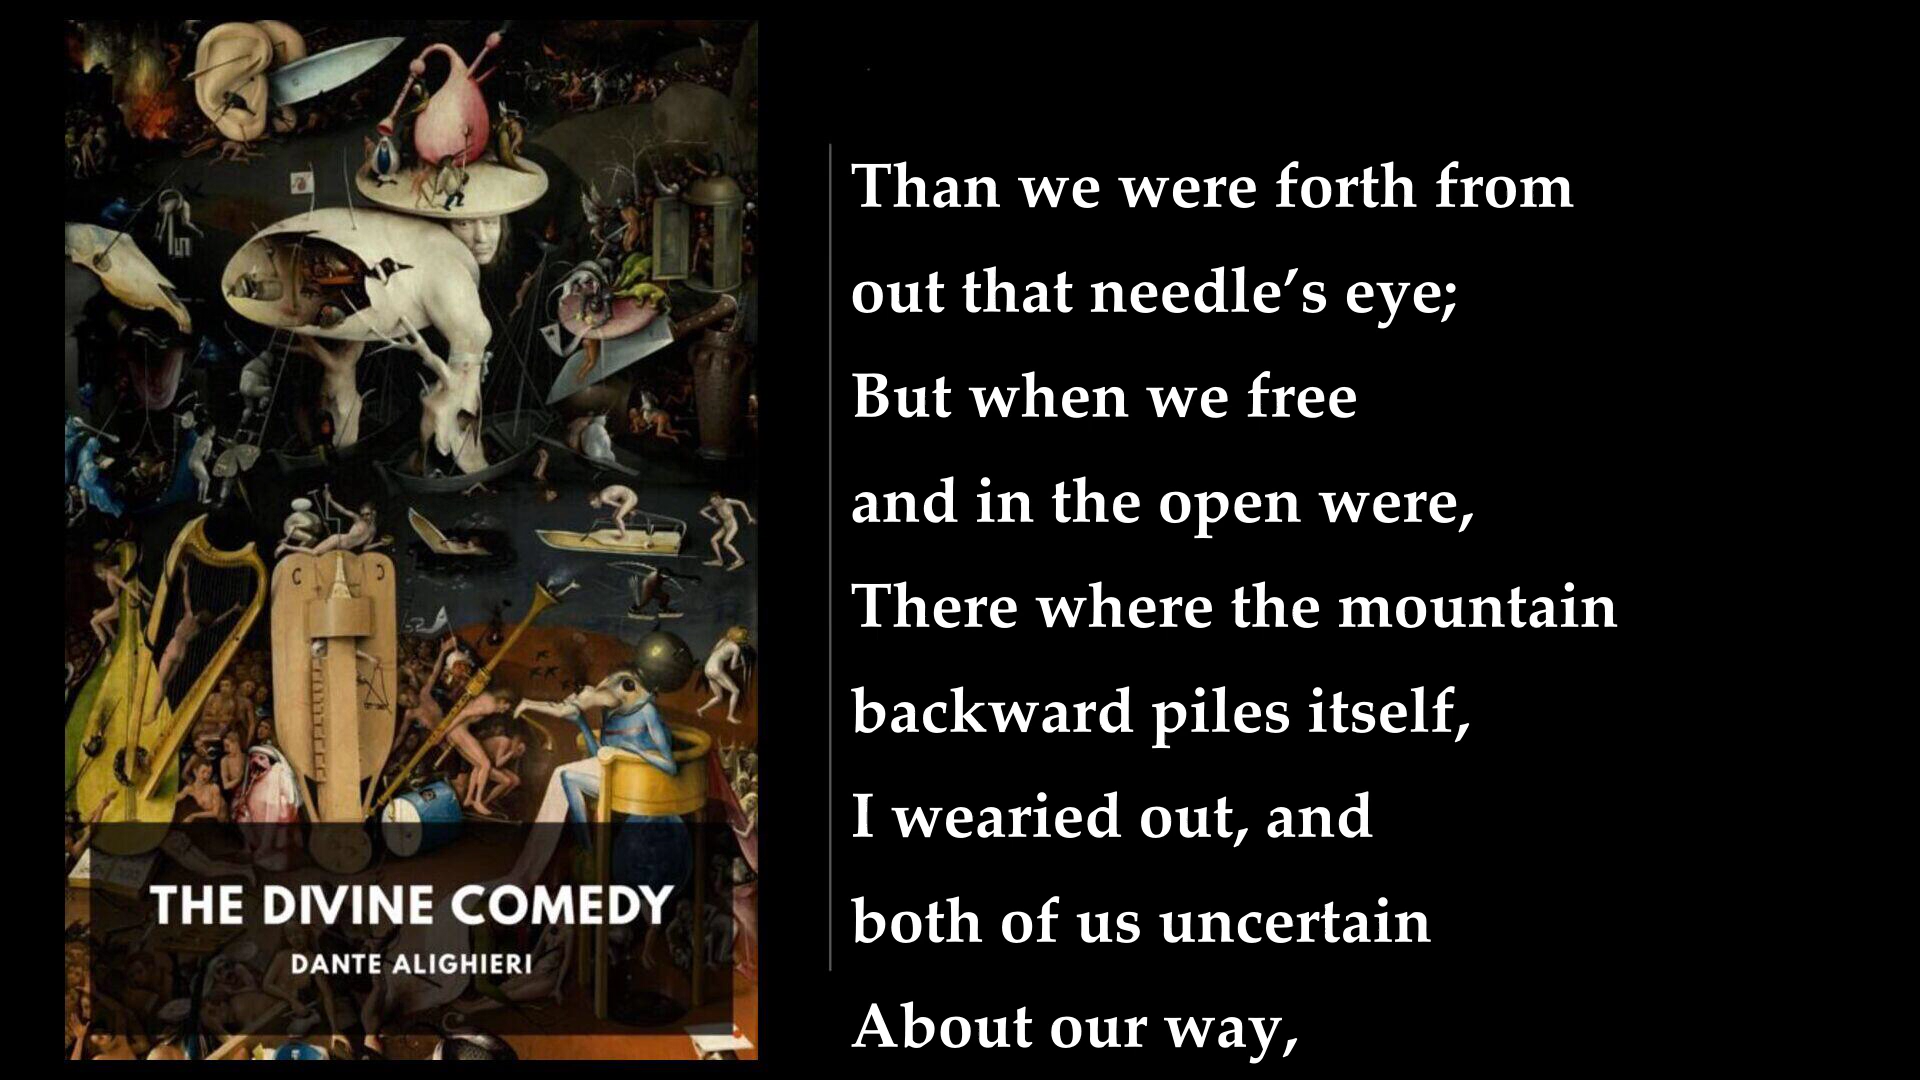 THE DIVINE COMEDY
DANTE ALIGHIERI
Than we were forth from
out that needle’s eye;
But when we free
and in the open were,
There where the mountain
backward piles itself,
I wearied out, and
both of us uncertain
About our way,